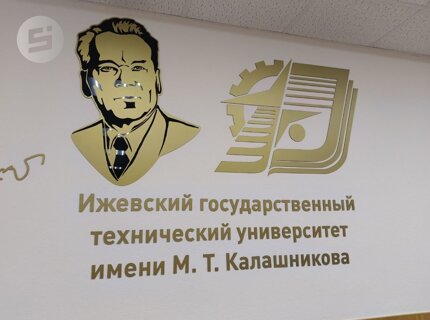 Ижевский государственный
технический университет
имени М. Т. Калашникова